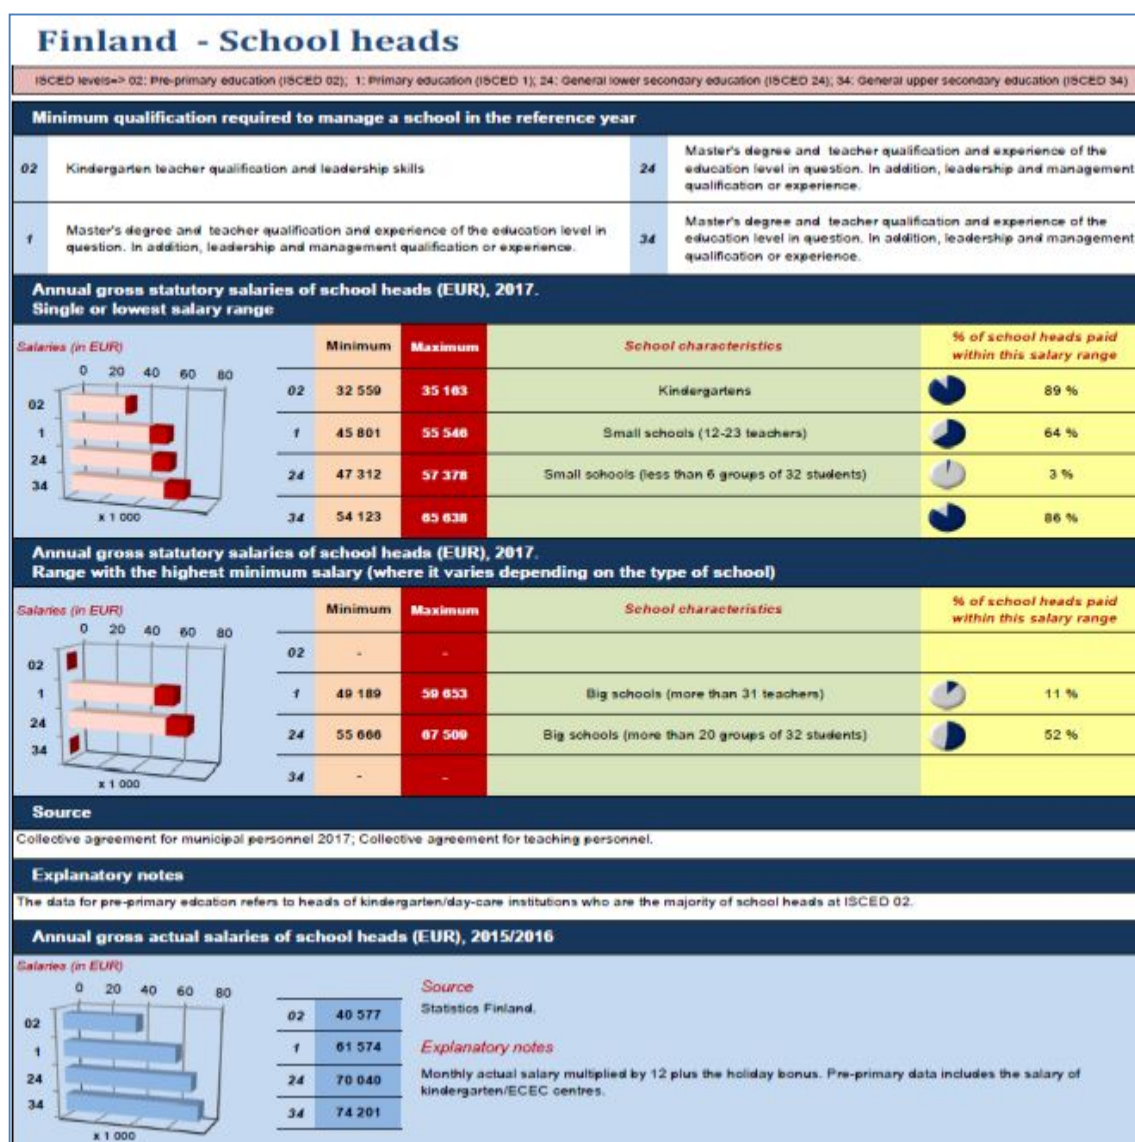 Finland - School heads
ISCED levels=> 02: Pre-primary education (ISCED 02); 1: Primary education (ISCED 1); 24: General lower secondary education (ISCED 24); 34: General upper secondary education (ISCED 34)
Minimum qualification required to manage a school in the reference year
02 Kindergarten teacher qualification and leadership skills
24 Master's degree and teacher qualification and experience of the
education level in question. In addition, leadership and management
qualification or experience.
1 Master's degree and teacher qualification and experience of the education level in
question. In addition, leadership and management qualification or experience.
34 Master's degree and teacher qualification and experience of the
education level in question. In addition, leadership and management
qualification or experience.
Annual gross statutory salaries of school heads (EUR), 2017.
Single or lowest salary range
Salaries (in EUR)
0 20 40 60 80
02
1
24
34
x 1 000
Minimum Maximum School characteristics % of school heads paid
within this salary range
02 32 559 35 163 Kindergartens 89 %
1 45 801 55 546 Small schools (12-23 teachers) 64 %
24 47 312 57 378 Small schools (less than 6 groups of 32 students) 3 %
34 54 123 65 638 86 %
Annual gross statutory salaries of school heads (EUR), 2017.
Range with the highest minimum salary (where it varies depending on the type of school)
Salaries (in EUR)
0 20 40 60 80
02
1
24
34
x 1 000
Minimum Maximum School characteristics % of school heads paid
within this salary range
02 - -
1 49 189 59 653 Big schools (more than 31 teachers) 11 %
24 55 666 67 509 Big schools (more than 20 groups of 32 students) 52 %
34 - -
Source
Collective agreement for municipal personnel 2017; Collective agreement for teaching personnel.
Explanatory notes
The data for pre-primary edcation refers to heads of kindergarten/day-care institutions who are the majority of school heads at ISCED 02.
Annual gross actual salaries of school heads (EUR), 2015/2016
Salaries (in EUR)
0 20 40 60 80
02
1
24
34
x 1 000
02 40 577
1 61 574
24 70 040
34 74 201
Source
Statistics Finland.
Explanatory notes
Monthly actual salary multiplied by 12 plus the holiday bonus. Pre-primary data includes the salary of
kindergarten/ECEC centres.